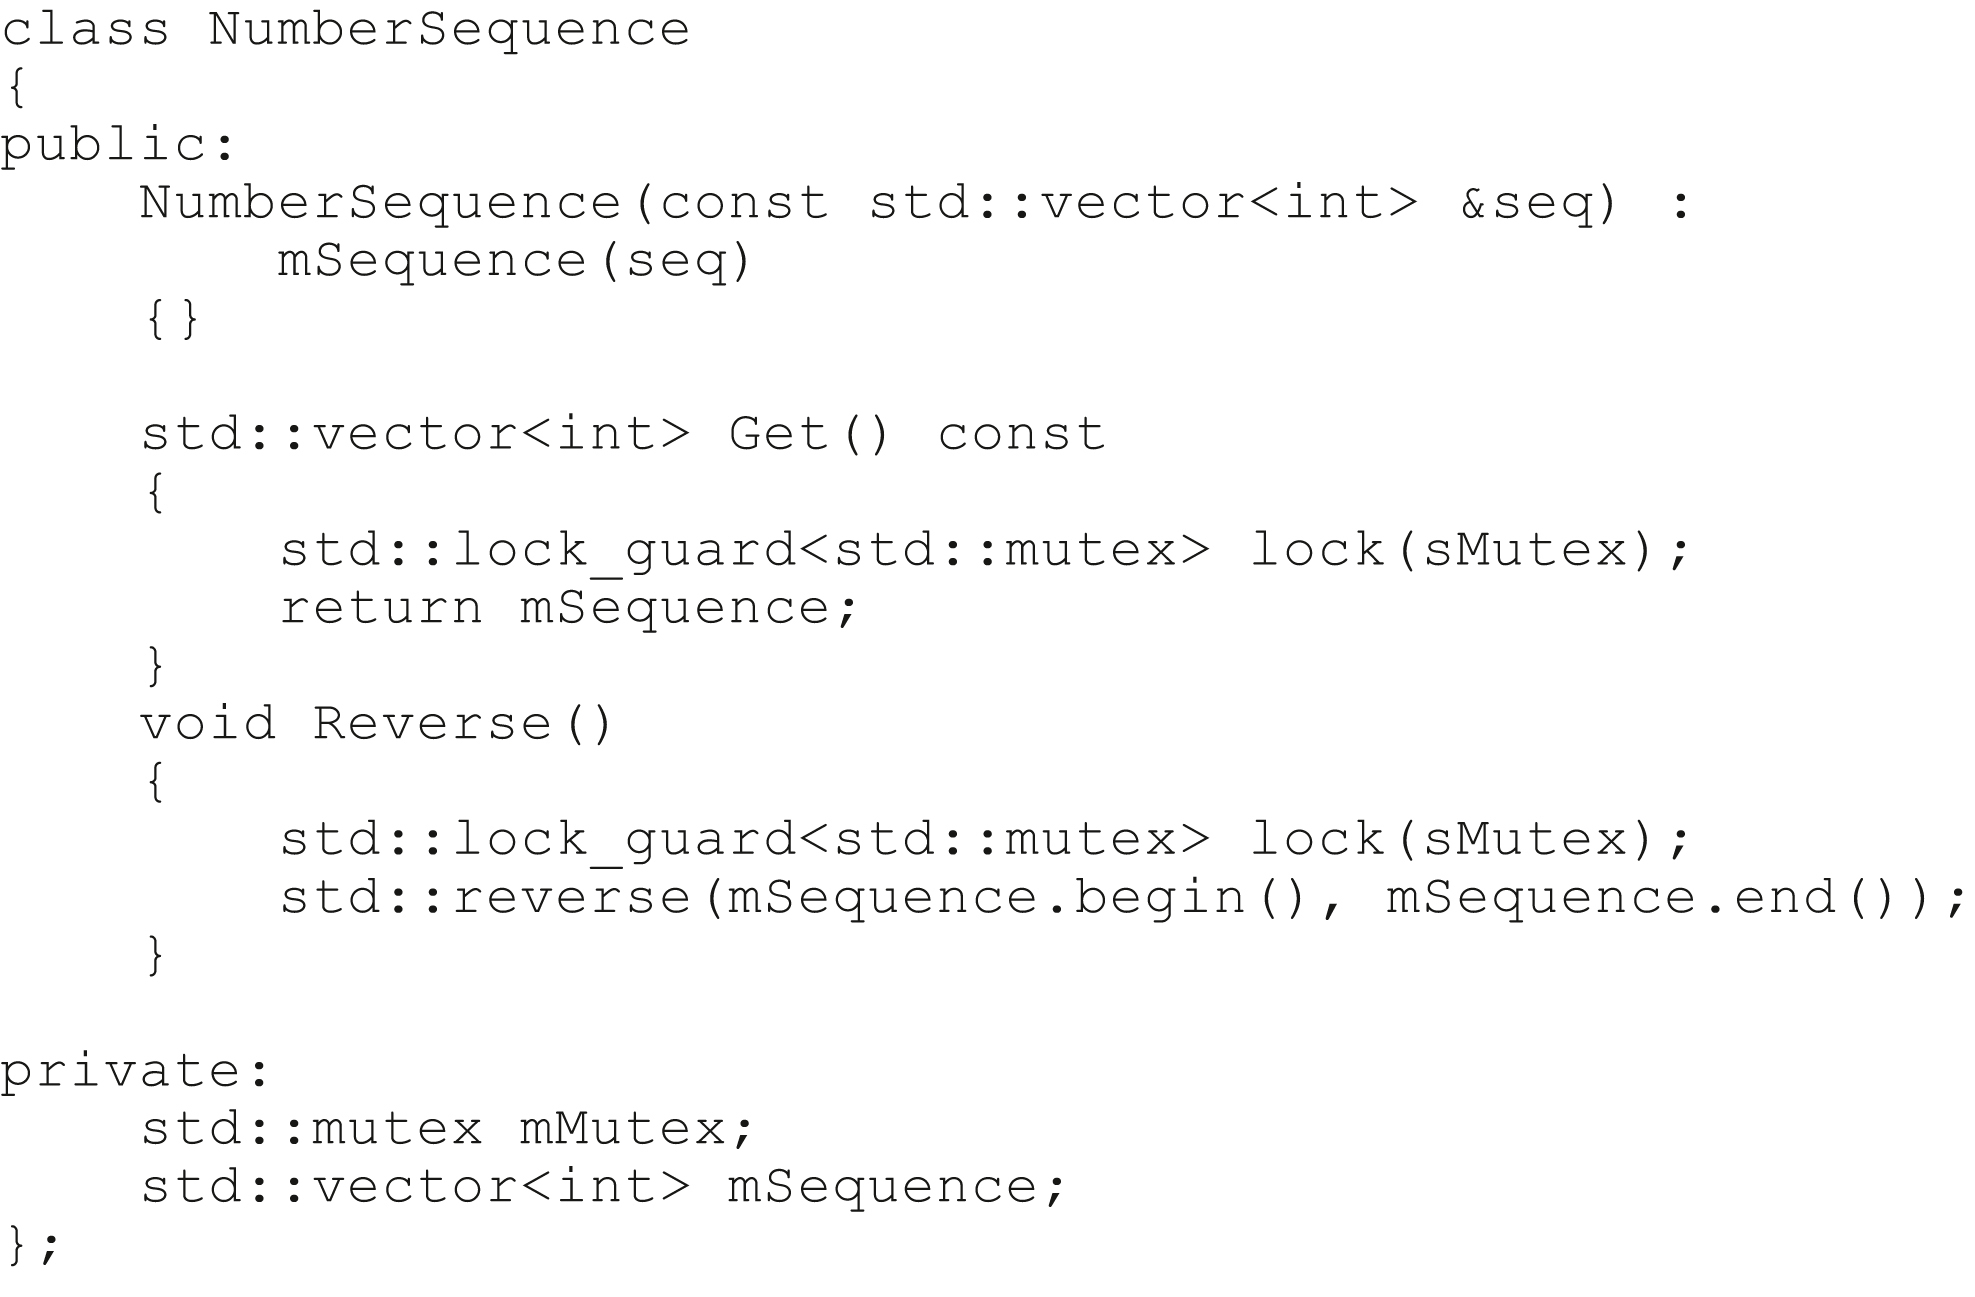 class NumberSequence
{
public:
    NumberSequence(const std::vector<int> &seq) :
        mSequence(seq)
    {}

    std::vector<int> Get() const
    {
        std::lock_guard<std::mutex> lock(sMutex);
        return mSequence;
    }
    void Reverse()
    {
        std::lock_guard<std::mutex> lock(sMutex);
        std::reverse(mSequence.begin(), mSequence.end());
    }

private:
    std::mutex mMutex;
    std::vector<int> mSequence;
};